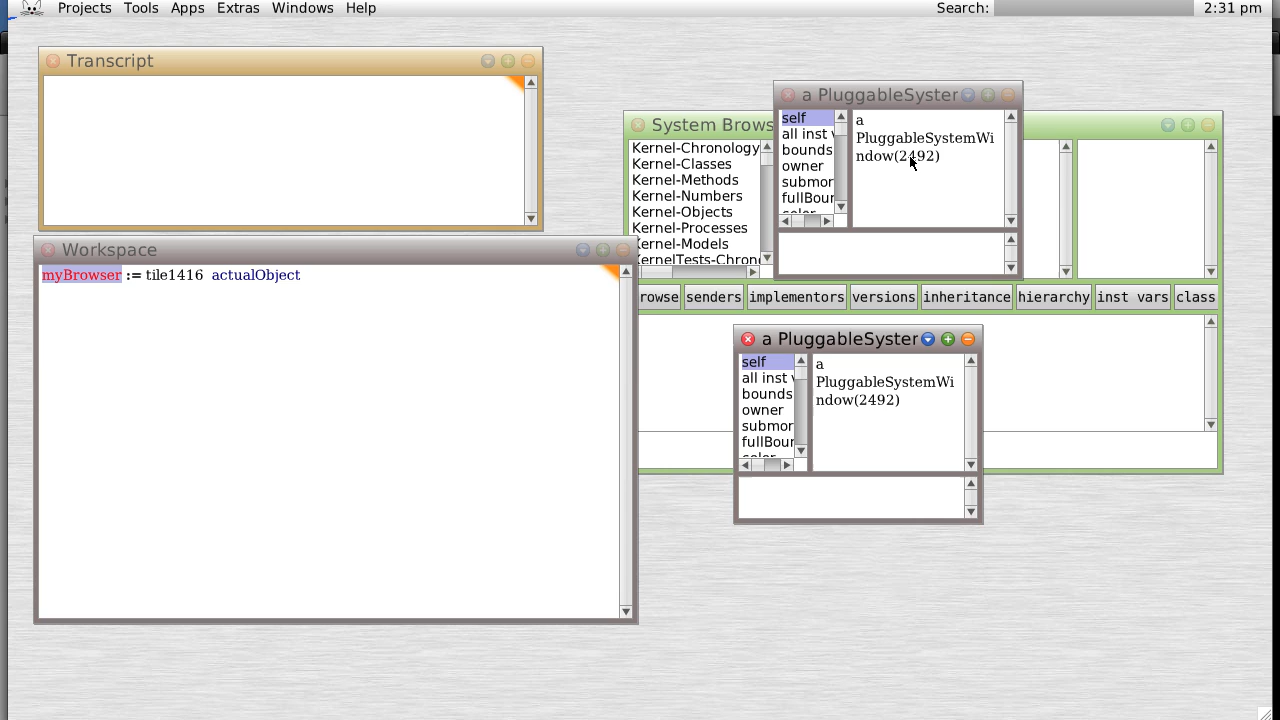 Projects Tools Apps Extras Windows Help Search: 2:31 pm
Transcript
a PluggableSyster
self
all inst
bounds
owner
submor
fullBour
a
PluggableSystemWi
ndow(2492)
System Brows
Kernel-Chronology
Kernel-Classes
Kernel-Methods
Kernel-Numbers
Kernel-Objects
Kernel-Processes
Kernel-Models
KernelTests-Chron
rowse senders implementors versions inheritance hierarchy inst vars class
Workspace
myBrowser := tile1416 actualObject
a PluggableSyster
self
all inst
bounds
owner
submor
fullBour
a
PluggableSystemWi
ndow(2492)